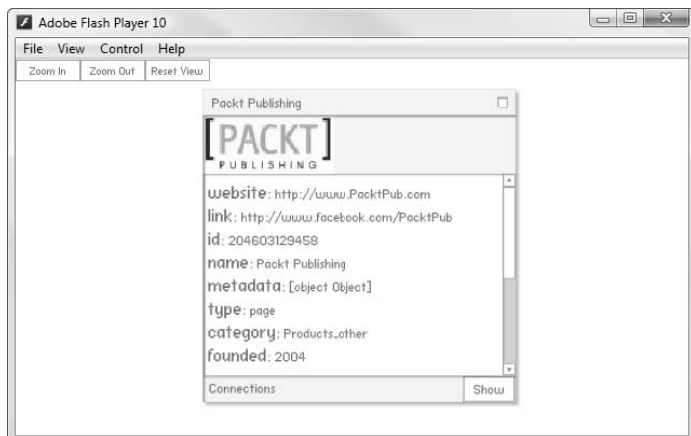 Adobe Flash Player 10
File View Control Help
Zoom In Zoom Out Reset View
Packt Publishing
[PACKT]
PUBLISHING
website: http://www.PacktPub.com
link: http://www.facebook.com/PacktPub
id: 204603129458
name: Packt Publishing
metadata: [object Object]
type: page
category: Products_other
founded: 2004
Connections Show